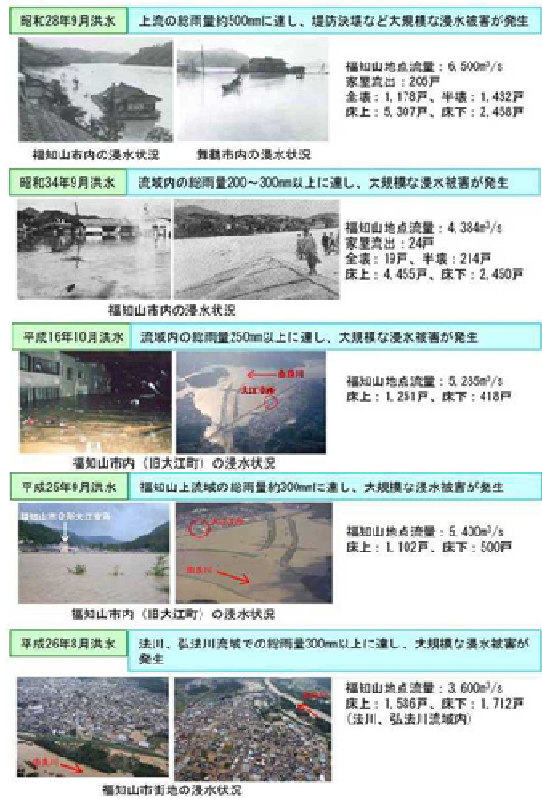 昭和28年9月洪水
上流の総雨量約500mmに達し、堤防決壊など大規模な浸水被害が発生
福知山地点流量：6,500m³/s
家屋流出：205戸
全壊：1,178戸、半壊：1,432戸
床上：5,307戸、床下：2,458戸
福知山市内の浸水状況
舞鶴市内の浸水状況
昭和34年9月洪水
流域内の総雨量200～300mm以上に達し、大規模な浸水被害が発生
福知山地点流量：4,384m³/s
家屋流出：24戸
全壊：19戸、半壊：214戸
床上：4,455戸、床下：2,450戸
福知山市内の浸水状況
平成16年10月洪水
流域内の総雨量250mm以上に達し、大規模な浸水被害が発生
由良川
福知山地点流量：5,285m³/s
床上：1,251戸、床下：418戸
福知山市内（旧大江町）の浸水状況
平成25年9月洪水
福知山上流域の総雨量約300mmに達し、大規模な浸水被害が発生
福知山市役所大江支所
由良川
福知山地点流量：5,400m³/s
床上：1,102戸、床下：500戸
福知山市内（旧大江町）の浸水状況
平成26年8月洪水
法川、弘法川流域での総雨量300mm以上に達し、大規模な浸水被害が
発生
由良川
福知山地点流量：3,600m³/s
床上：1,586戸、床下：1,712戸
(法川、弘法川流域内)
福知山市街地の浸水状況